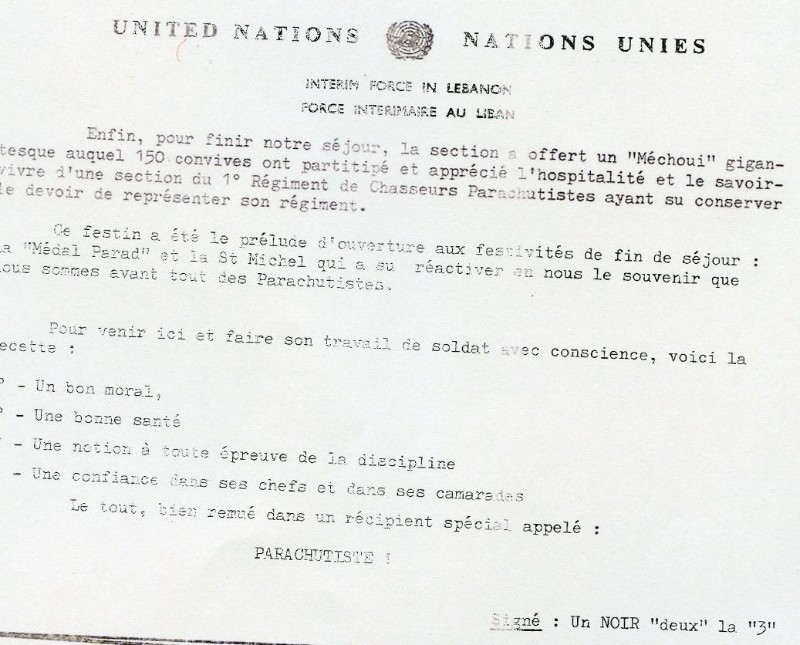 UNITED NATIONS NATIONS UNIES
INTERIM FORCE IN LEBANON
FORCE INTERIMAIRE AU LIBAN
Enfin, pour finir notre séjour, la section a offert un "Méchoui" gigan-
tesque auquel 150 convives ont partitipé et apprécié l'hospitalité et le savoir-
vivre d'une section du 1° Régiment de Chasseurs Parachutistes ayant su conserver
le devoir de représenter son régiment.
Ce festin a été le prélude d'ouverture aux festivités de fin de séjour :
la "Médal Parad" et la St Michel qui a su réactiver en nous le souvenir que
nous sommes avant tout des Parachutistes.
Pour venir ici et faire son travail de soldat avec conscience, voici la
ecette :
° - Un bon moral,
° - Une bonne santé
° - Une notion à toute épreuve de la discipline
- Une confiance dans ses chefs et dans ses camarades
Le tout, bien remué dans un récipient spécial appelé :
PARACHUTISTE !
Signé : Un NOIR "deux" la "3"